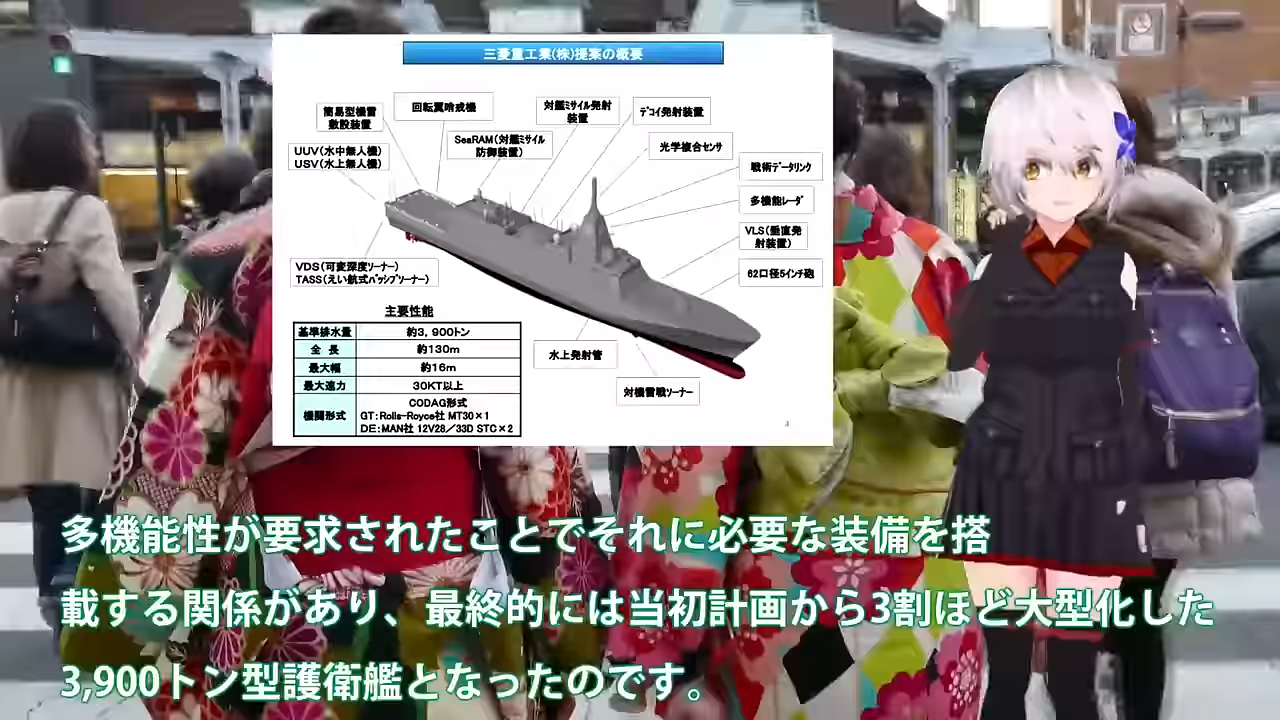 三菱重工業(株)提案の概要
簡易型機雷
敷設装置
回転翼哨戒機
対艦ミサイル発射
装置
デコイ発射装置
UUV(水中無人機)
USV(水上無人機)
SeaRAM(対艦ミサイル
防御装置)
光学複合センサ
戦術データリンク
多機能レーダ
VLS(垂直発
射装置)
62口径5インチ砲
VDS(可変深度ソーナー)
TASS(えい航式パッシブソーナー)
水上発射管
対機雷戦ソーナー
主要性能
基準排水量 約3,900トン
全 長 約130m
最大幅 約16m
最大速力 30KT以上
機関形式 CODAG形式
GT:Rolls-Royce社 MT30×1
DE:MAN社 12V28/33D STC×2
4
多機能性が要求されたことでそれに必要な装備を搭
載する関係があり、最終的には当初計画から3割ほど大型化した
3,900トン型護衛艦となったのです。